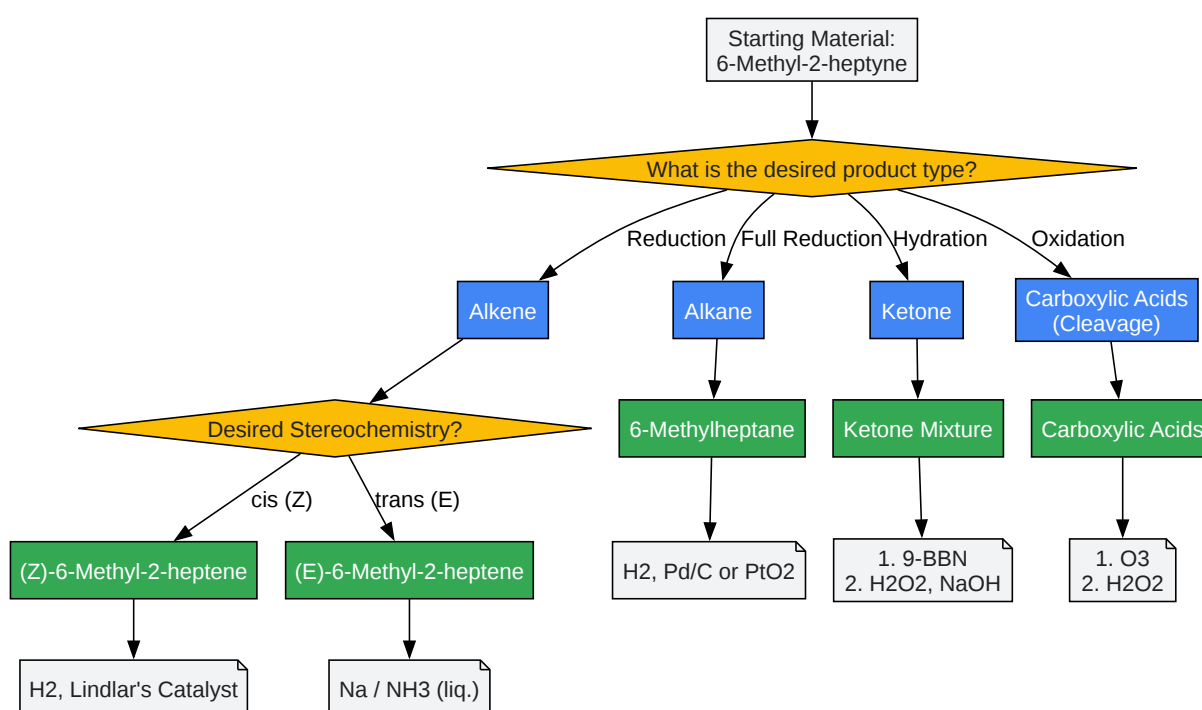 Starting Material:
6-Methyl-2-heptyne
What is the desired product type?
Reduction
Full Reduction
Hydration
Oxidation
Alkene
Alkane
Ketone
Carboxylic Acids
(Cleavage)
Desired Stereochemistry?
6-Methylheptane
Ketone Mixture
Carboxylic Acids
cis (Z)
trans (E)
(Z)-6-Methyl-2-heptene
(E)-6-Methyl-2-heptene
H2, Pd/C or PtO2
1. 9-BBN
2. H2O2, NaOH
1. O3
2. H2O2
H2, Lindlar's Catalyst
Na / NH3 (liq.)